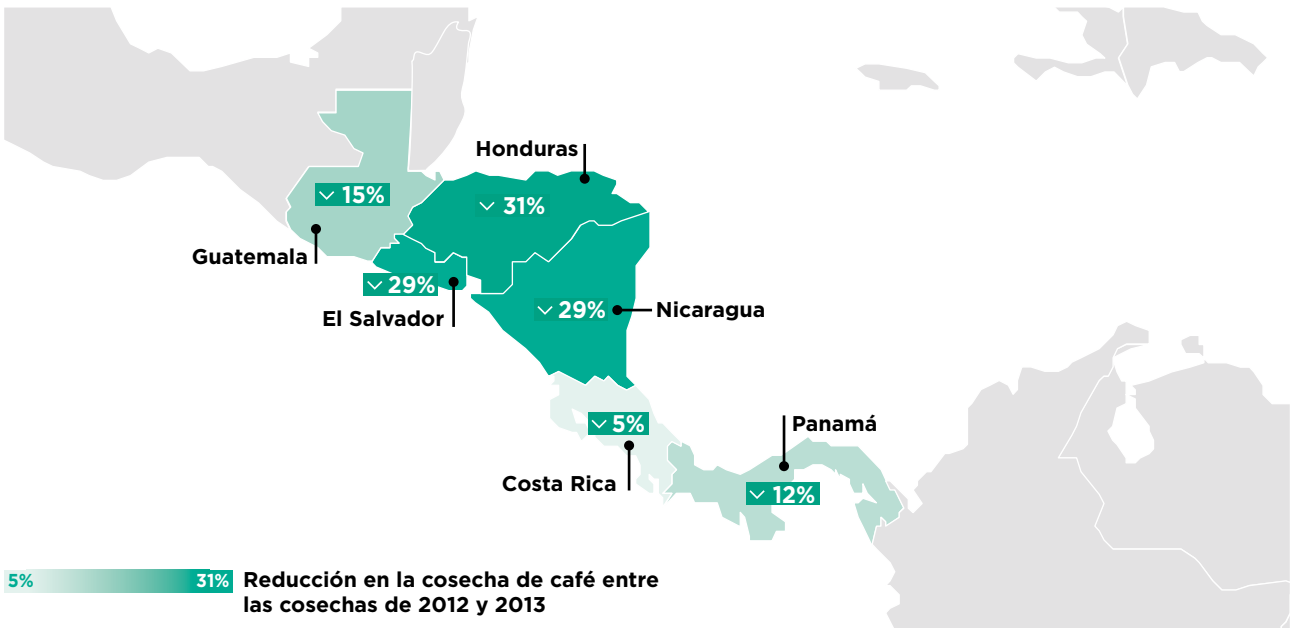 Honduras
15%
31%
Guatemala
29%
El Salvador
29%
Nicaragua
5%
Panamá
Costa Rica
12%
5%
31%
Reducción en la cosecha de café entre
las cosechas de 2012 y 2013